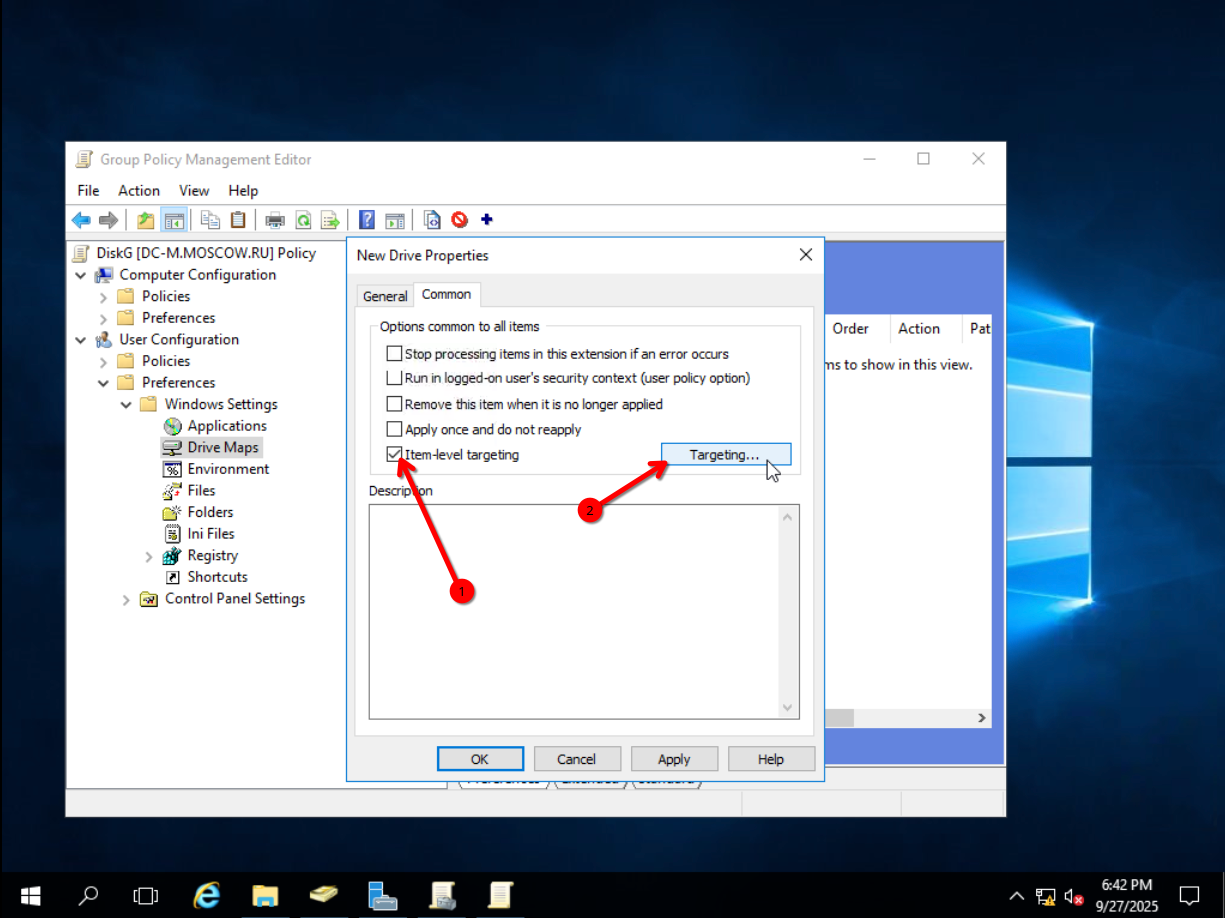 Group Policy Management Editor
File Action View Help
DiskG [DC-M.MOSCOW.RU] Policy
Computer Configuration
Policies
Preferences
User Configuration
Policies
Preferences
Windows Settings
Applications
Drive Maps
Environment
Files
Folders
Ini Files
Registry
Shortcuts
Control Panel Settings
New Drive Properties
General Common
Options common to all items
Stop processing items in this extension if an error occurs
Run in logged-on user's security context (user policy option)
Remove this item when it is no longer applied
Apply once and do not reapply
Item-level targeting Targeting...
Description
2
1
OK Cancel Apply Help
Order Action Pat
ms to show in this view.
Preferences Extended Standard
6:42 PM
9/27/2025